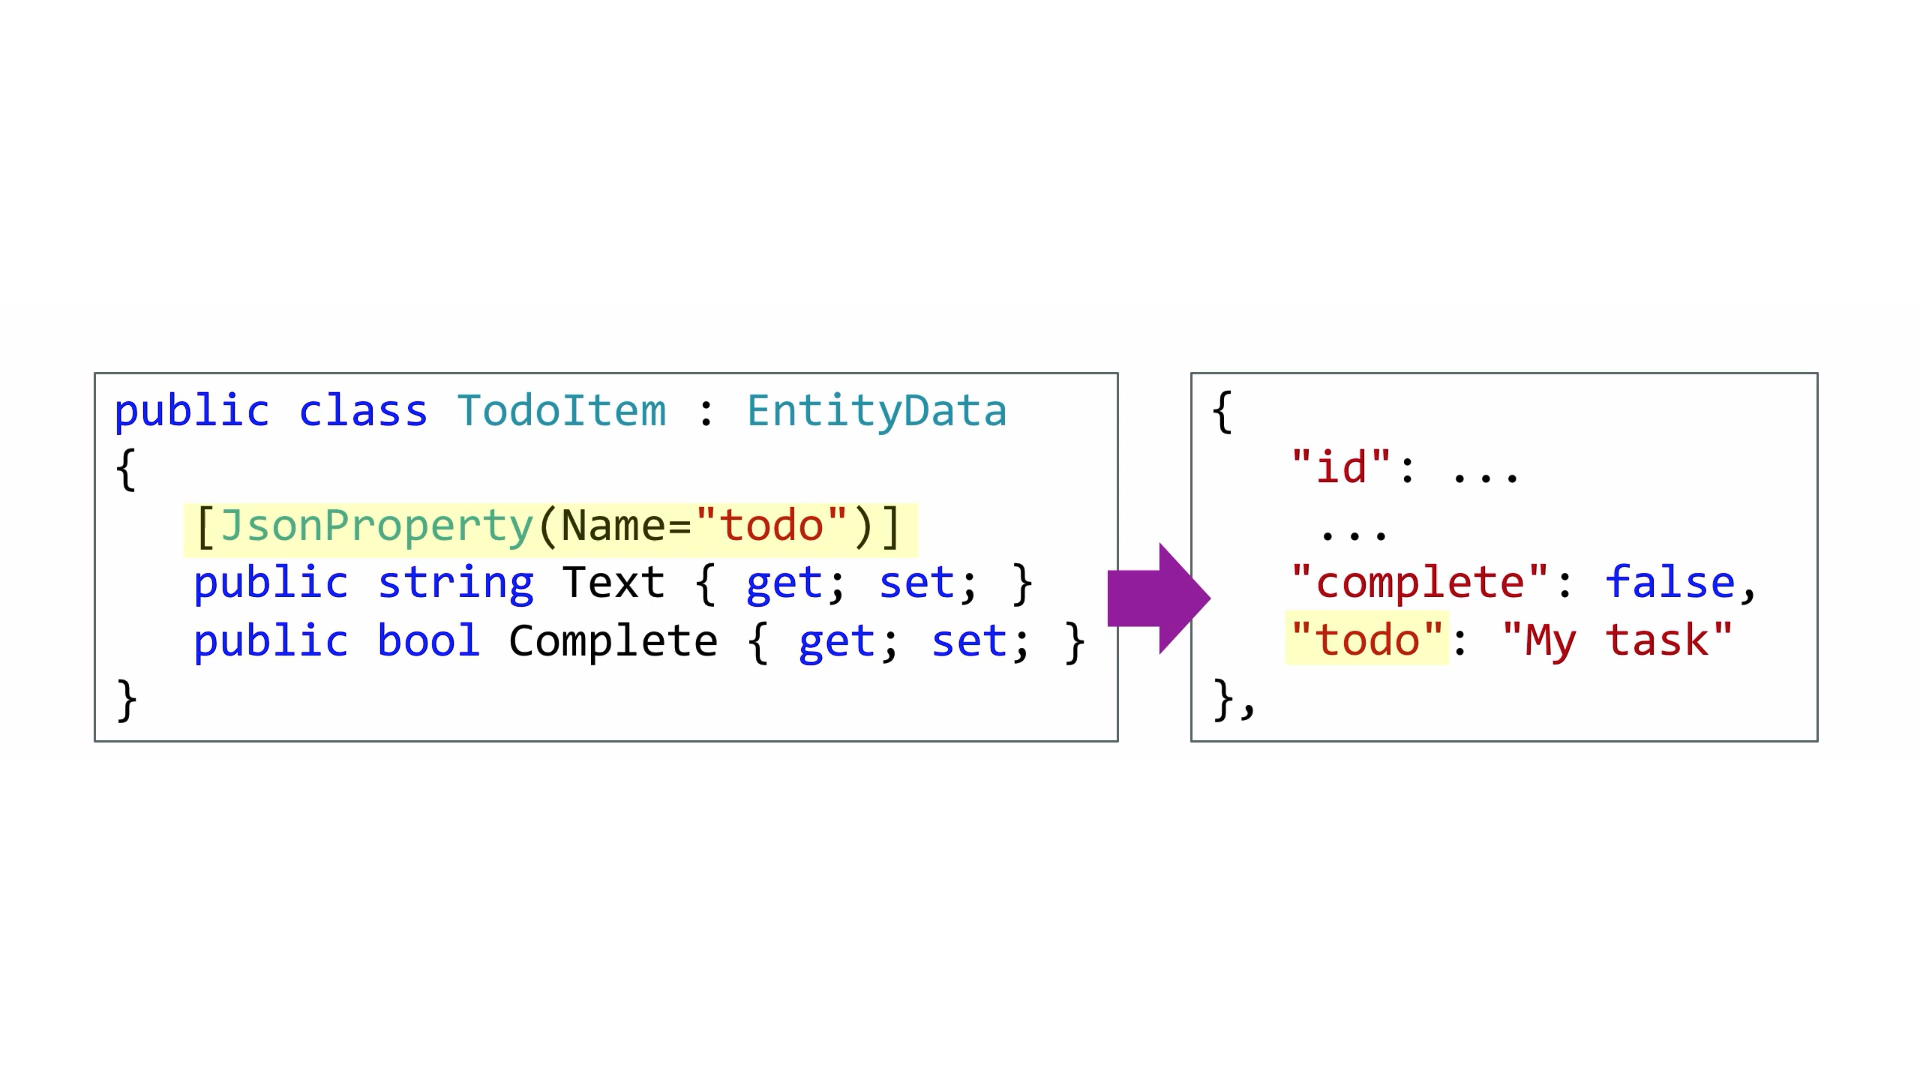 public class TodoItem : EntityData
{
[JsonProperty(Name="todo")]
public string Text { get; set; }
public bool Complete { get; set; }
}
{
"id": ...
...
"complete": false,
"todo": "My task"
},